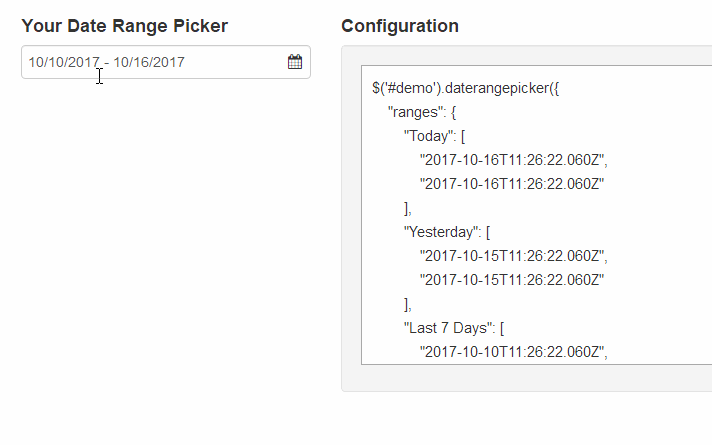 Your Date Range Picker
10/10/2017 - 10/16/2017
Configuration
$('#demo').daterangepicker({
"ranges": {
"Today": [
"2017-10-16T11:26:22.060Z",
"2017-10-16T11:26:22.060Z"
],
"Yesterday": [
"2017-10-15T11:26:22.060Z",
"2017-10-15T11:26:22.060Z"
],
"Last 7 Days": [
"2017-10-10T11:26:22.060Z",